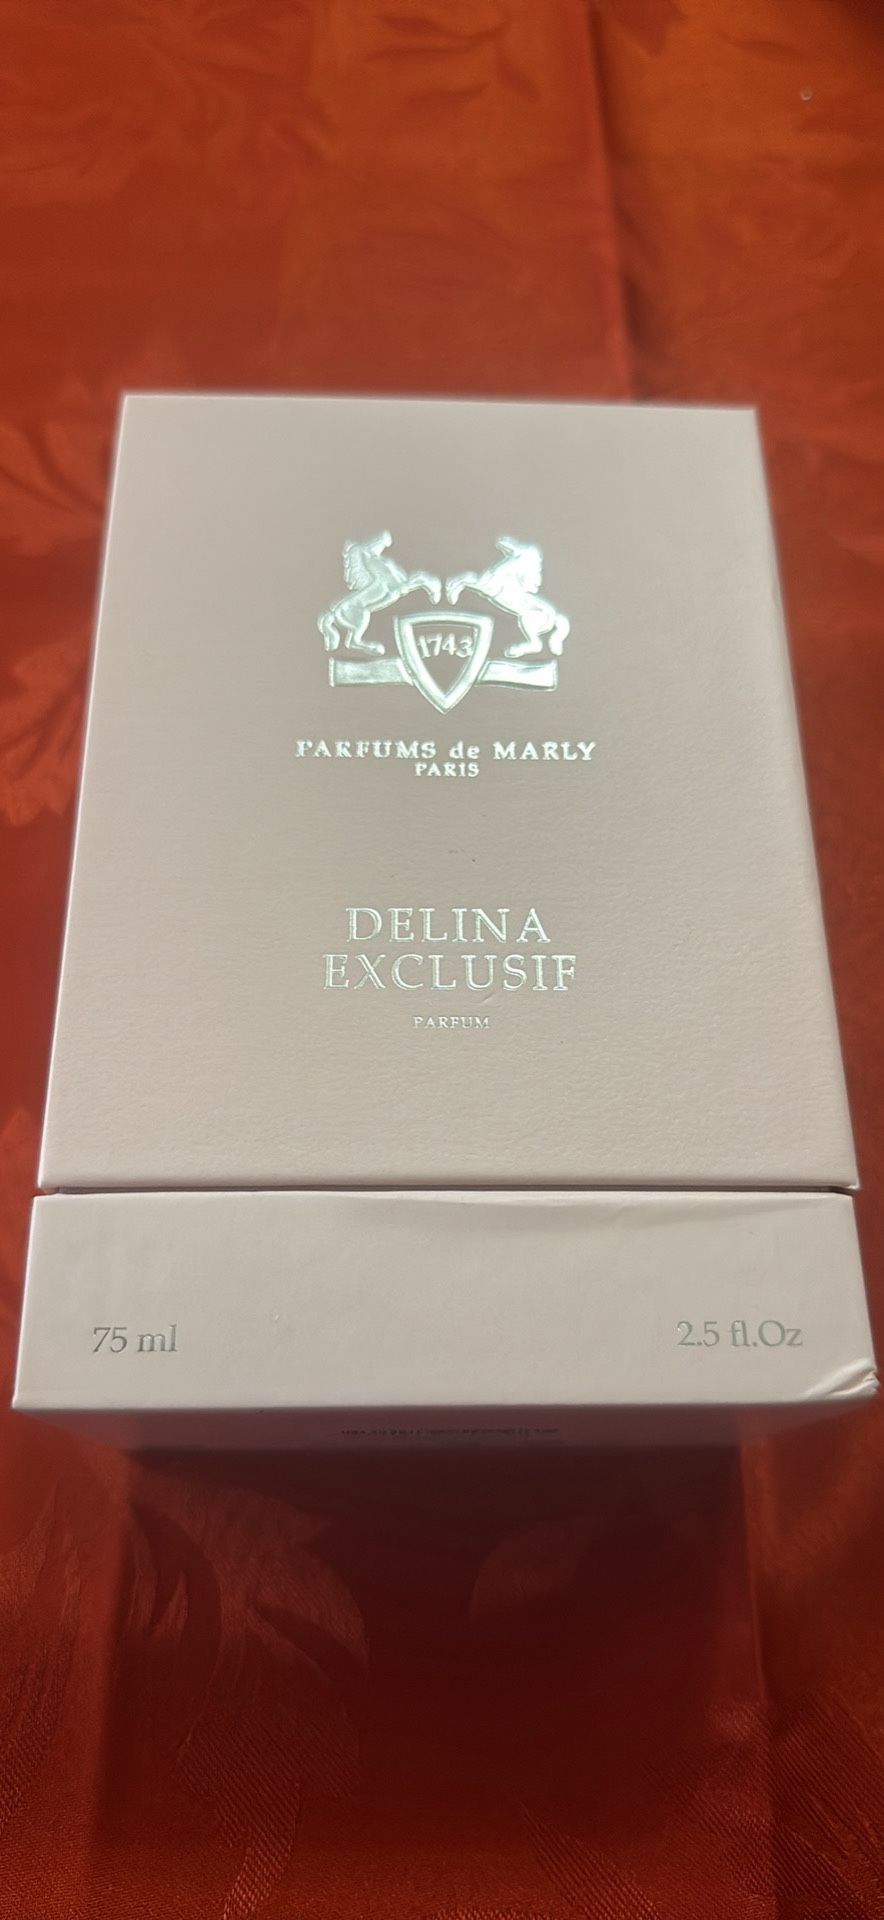 1743
PARFUMS de MARLY
PARIS
DELINA
EXCLUSIF
PARFUM
75 ml
2.5 fl.Oz